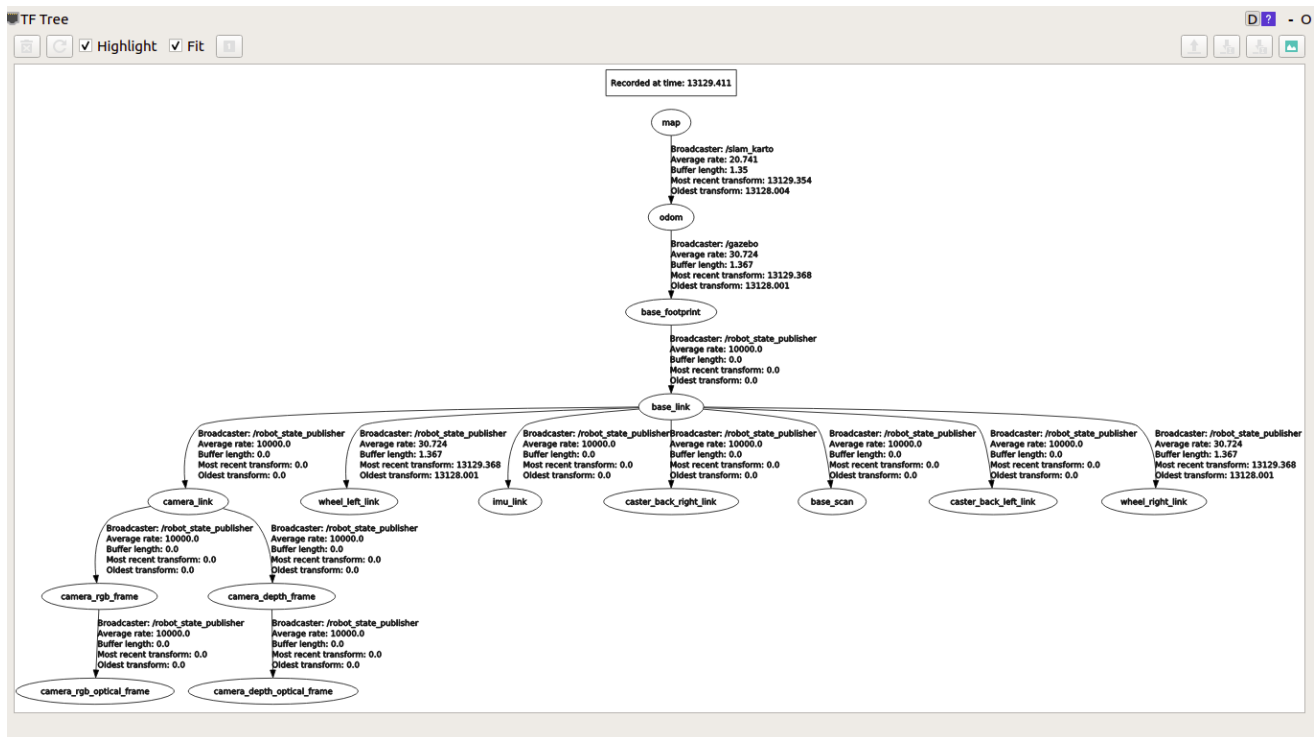 TF Tree
D ? - O
Highlight Fit
Recorded at time: 13129.411
map
Broadcaster: /slam_karto
Average rate: 20.741
Buffer length: 1.35
Most recent transform: 13129.354
Oldest transform: 13128.004
odom
Broadcaster: /gazebo
Average rate: 30.724
Buffer length: 1.367
Most recent transform: 13129.368
Oldest transform: 13128.001
base_footprint
Broadcaster: /robot_state_publisher
Average rate: 10000.0
Buffer length: 0.0
Most recent transform: 0.0
Oldest transform: 0.0
base_link
Broadcaster: /robot_state_publisher
Average rate: 10000.0
Buffer length: 0.0
Most recent transform: 0.0
Oldest transform: 0.0
Broadcaster: /robot_state_publisher
Average rate: 30.724
Buffer length: 1.367
Most recent transform: 13129.368
Oldest transform: 13128.001
Broadcaster: /robot_state_publisher
Average rate: 10000.0
Buffer length: 0.0
Most recent transform: 0.0
Oldest transform: 0.0
Broadcaster: /robot_state_publisher
Average rate: 10000.0
Buffer length: 0.0
Most recent transform: 0.0
Oldest transform: 0.0
Broadcaster: /robot_state_publisher
Average rate: 10000.0
Buffer length: 0.0
Most recent transform: 0.0
Oldest transform: 0.0
Broadcaster: /robot_state_publisher
Average rate: 10000.0
Buffer length: 0.0
Most recent transform: 0.0
Oldest transform: 0.0
Broadcaster: /robot_state_publisher
Average rate: 30.724
Buffer length: 1.367
Most recent transform: 13129.368
Oldest transform: 13128.001
camera_link
wheel_left_link
imu_link
caster_back_right_link
base_scan
caster_back_left_link
wheel_right_link
Broadcaster: /robot_state_publisher
Average rate: 10000.0
Buffer length: 0.0
Most recent transform: 0.0
Oldest transform: 0.0
Broadcaster: /robot_state_publisher
Average rate: 10000.0
Buffer length: 0.0
Most recent transform: 0.0
Oldest transform: 0.0
camera_rgb_frame
camera_depth_frame
Broadcaster: /robot_state_publisher
Average rate: 10000.0
Buffer length: 0.0
Most recent transform: 0.0
Oldest transform: 0.0
Broadcaster: /robot_state_publisher
Average rate: 10000.0
Buffer length: 0.0
Most recent transform: 0.0
Oldest transform: 0.0
camera_rgb_optical_frame
camera_depth_optical_frame